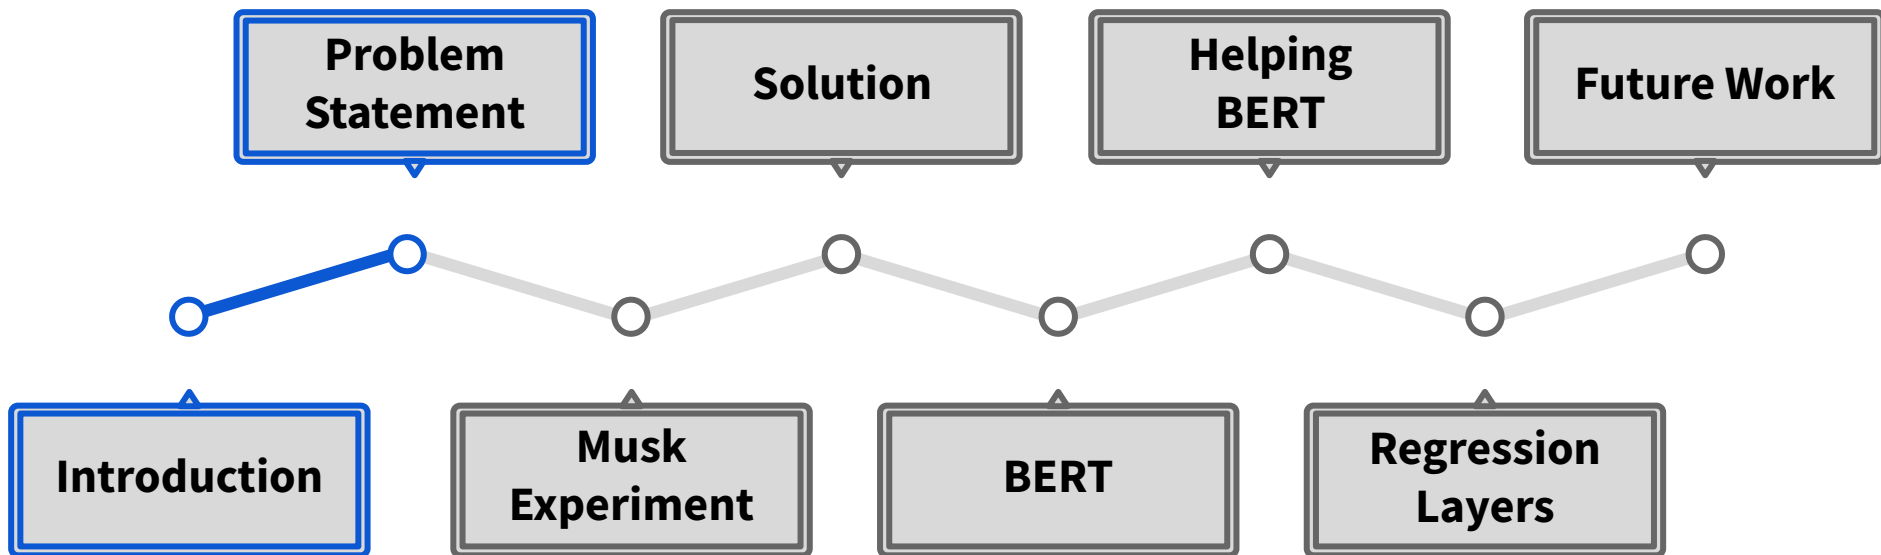 Problem
Statement
Solution
Helping
BERT
Future Work
Introduction
Musk
Experiment
BERT
Regression
Layers